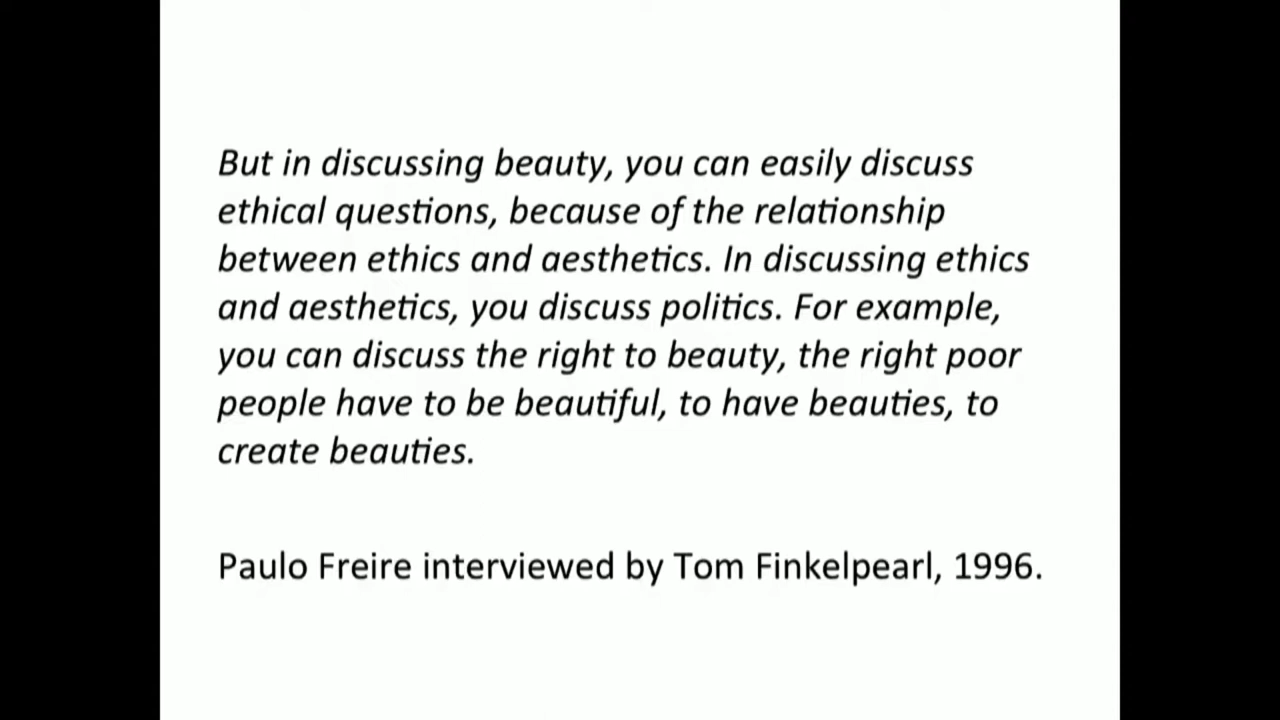 But in discussing beauty, you can easily discuss
ethical questions, because of the relationship
between ethics and aesthetics. In discussing ethics
and aesthetics, you discuss politics. For example,
you can discuss the right to beauty, the right poor
people have to be beautiful, to have beauties, to
create beauties.
Paulo Freire interviewed by Tom Finkelpearl, 1996.